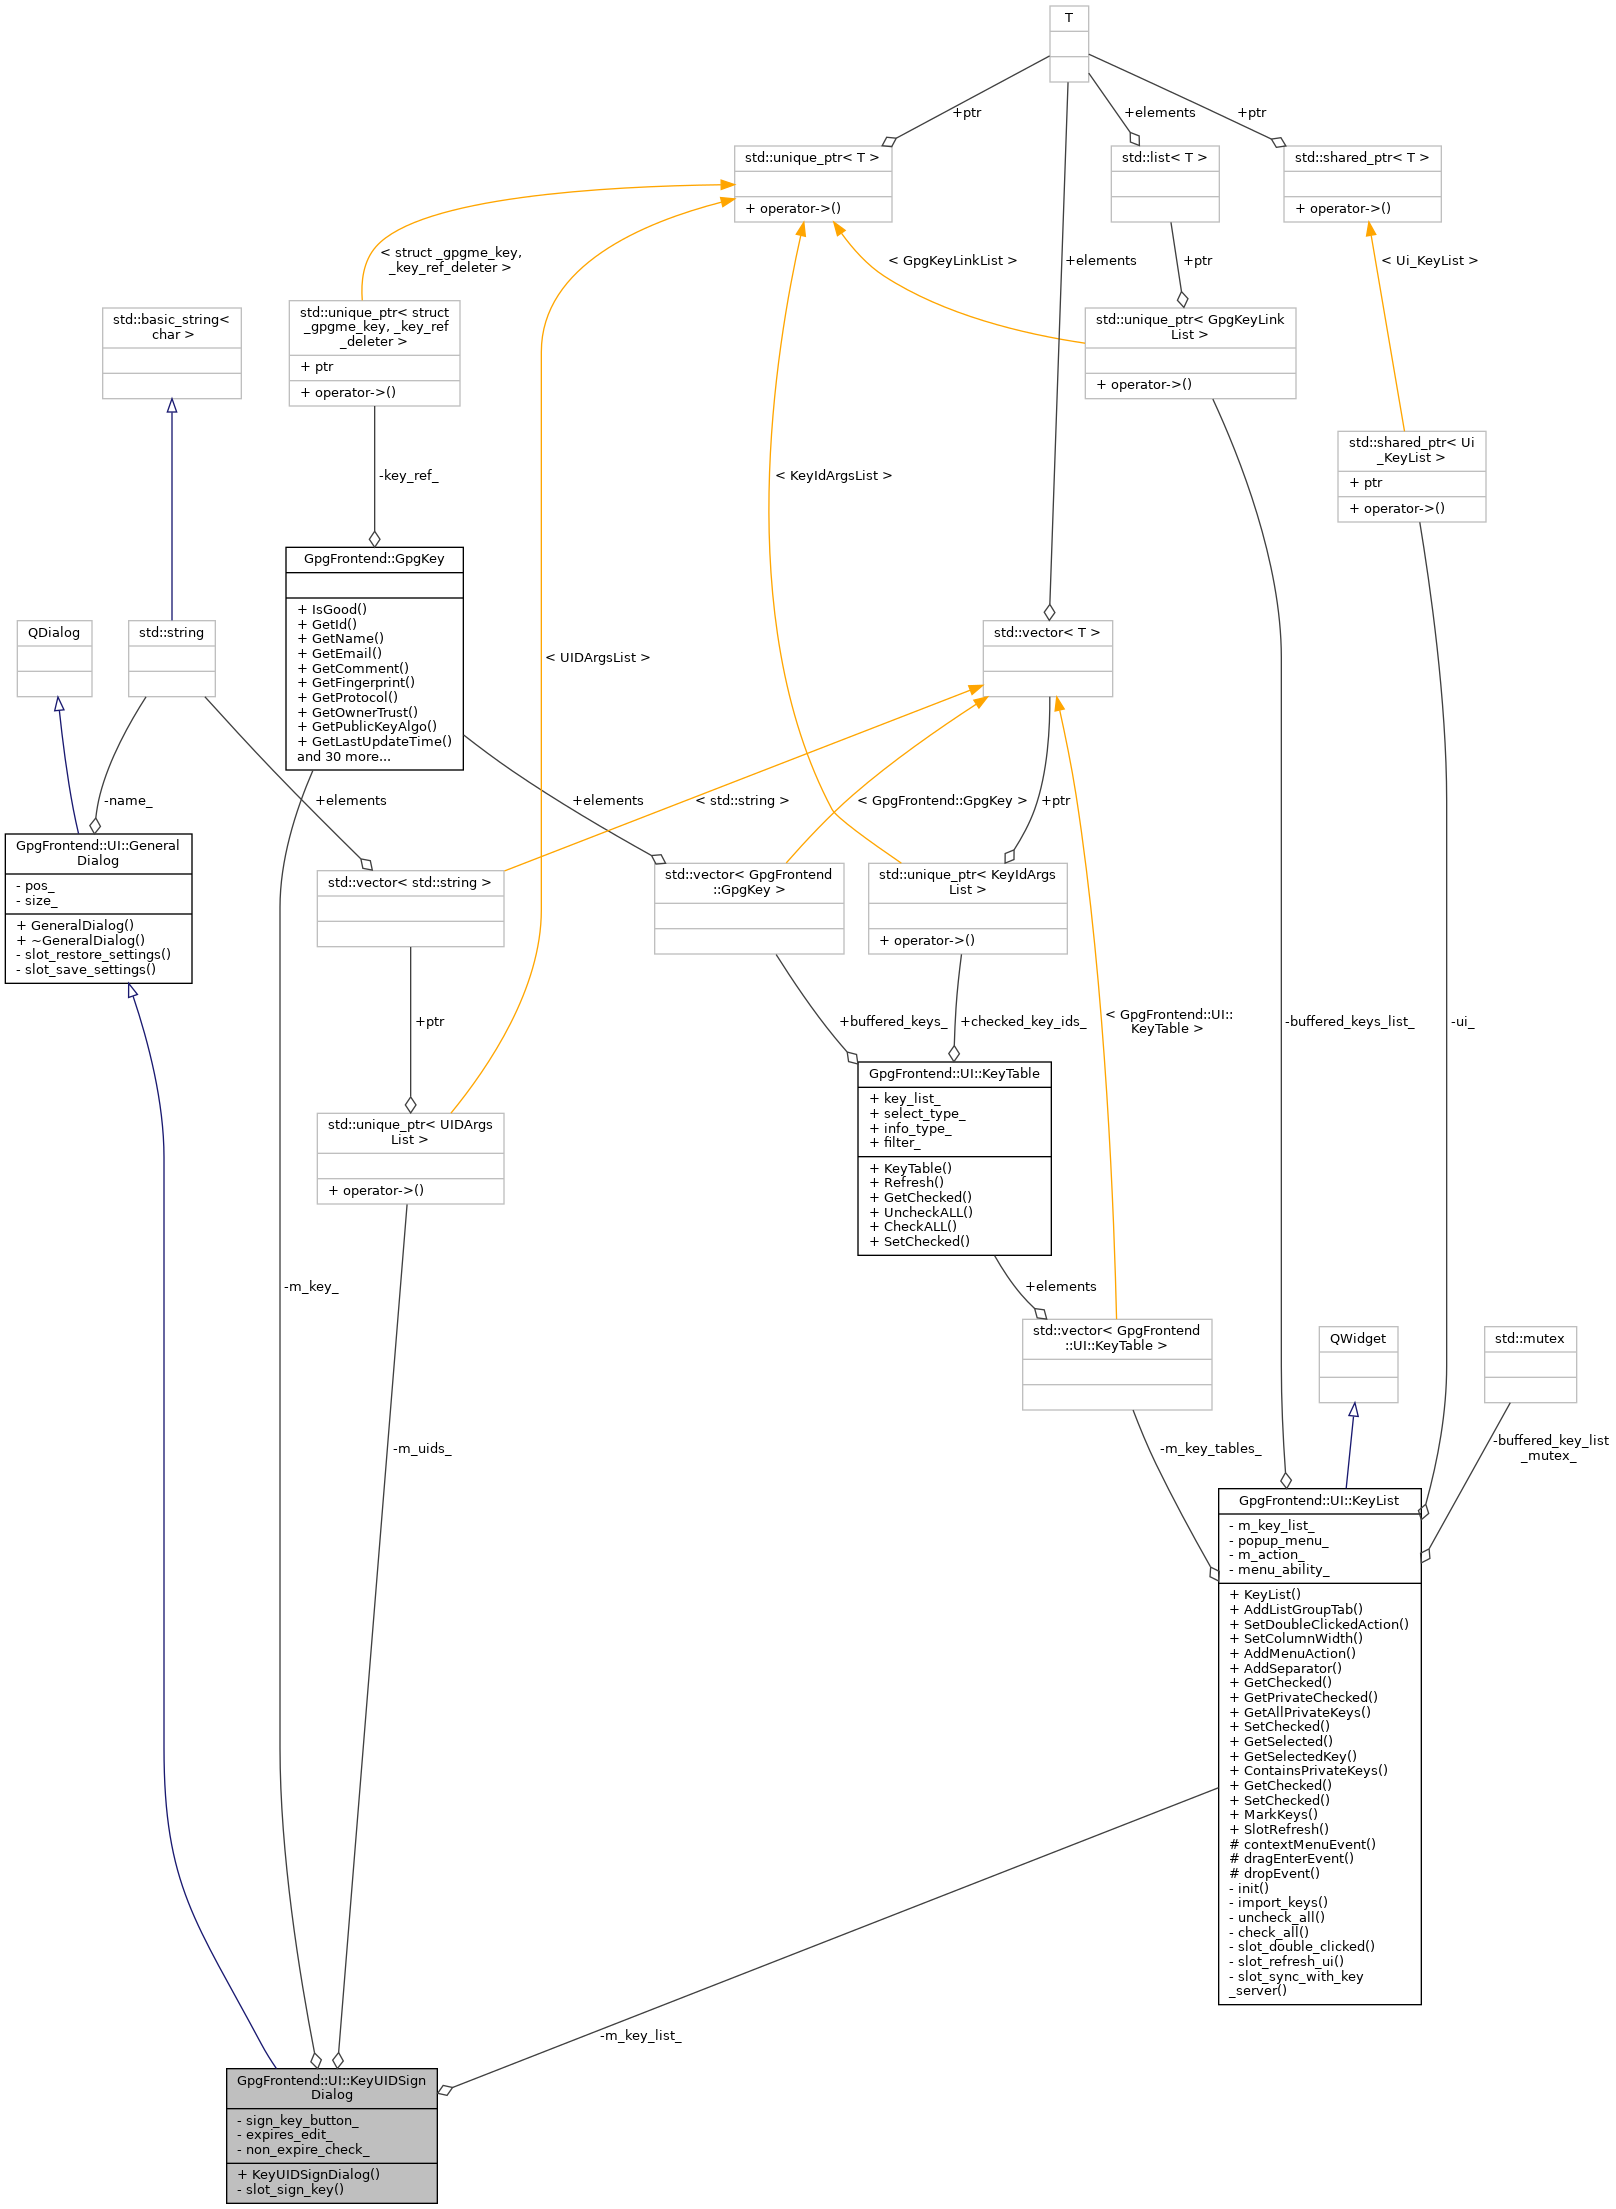 T
+ptr
+elements
+ptr
std::unique_ptr< T >
+ operator->()
std::list< T >
std::shared_ptr< T >
+ operator->()
< struct _gpgme_key,
_key_ref_deleter >
< GpgKeyLinkList >
+elements
+ptr
< Ui_KeyList >
std::basic_string<
char >
std::unique_ptr< struct
_gpgme_key, _key_ref
_deleter >
+ ptr
+ operator->()
std::unique_ptr< GpgKeyLink
List >
+ operator->()
std::shared_ptr< Ui
_KeyList >
+ ptr
+ operator->()
-key_ref_
< KeyIdArgsList >
GpgFrontend::GpgKey
+ IsGood()
+ GetId()
+ GetName()
+ GetEmail()
+ GetComment()
+ GetFingerprint()
+ GetProtocol()
+ GetOwnerTrust()
+ GetPublicKeyAlgo()
+ GetLastUpdateTime()
and 30 more...
QDialog
std::string
< UIDArgsList >
std::vector< T >
-name_
+elements
+elements
< std::string >
< GpgFrontend::GpgKey >
+ptr
GpgFrontend::UI::General
Dialog
- pos_
- size_
+ GeneralDialog()
+ ~GeneralDialog()
- slot_restore_settings()
- slot_save_settings()
std::vector< std::string >
std::vector< GpgFrontend
::GpgKey >
std::unique_ptr< KeyIdArgs
List >
+ operator->()
+ptr
+buffered_keys_
+checked_key_ids_
< GpgFrontend::UI::
KeyTable >
-buffered_keys_list_
-ui_
std::unique_ptr< UIDArgs
List >
+ operator->()
GpgFrontend::UI::KeyTable
+ key_list_
+ select_type_
+ info_type_
+ filter_
+ KeyTable()
+ Refresh()
+ GetChecked()
+ UncheckALL()
+ CheckALL()
+ SetChecked()
-m_key_
+elements
std::vector< GpgFrontend
::UI::KeyTable >
QWidget
std::mutex
-m_uids_
-m_key_tables_
-buffered_key_list
_mutex_
GpgFrontend::UI::KeyList
- m_key_list_
- popup_menu_
- m_action_
- menu_ability_
+ KeyList()
+ AddListGroupTab()
+ SetDoubleClickedAction()
+ SetColumnWidth()
+ AddMenuAction()
+ AddSeparator()
+ GetChecked()
+ GetPrivateChecked()
+ GetAllPrivateKeys()
+ SetChecked()
+ GetSelected()
+ GetSelectedKey()
+ ContainsPrivateKeys()
+ GetChecked()
+ SetChecked()
+ MarkKeys()
+ SlotRefresh()
# contextMenuEvent()
# dragEnterEvent()
# dropEvent()
- init()
- import_keys()
- uncheck_all()
- check_all()
- slot_double_clicked()
- slot_refresh_ui()
- slot_sync_with_key
_server()
-m_key_list_
GpgFrontend::UI::KeyUIDSign
Dialog
- sign_key_button_
- expires_edit_
- non_expire_check_
+ KeyUIDSignDialog()
- slot_sign_key()